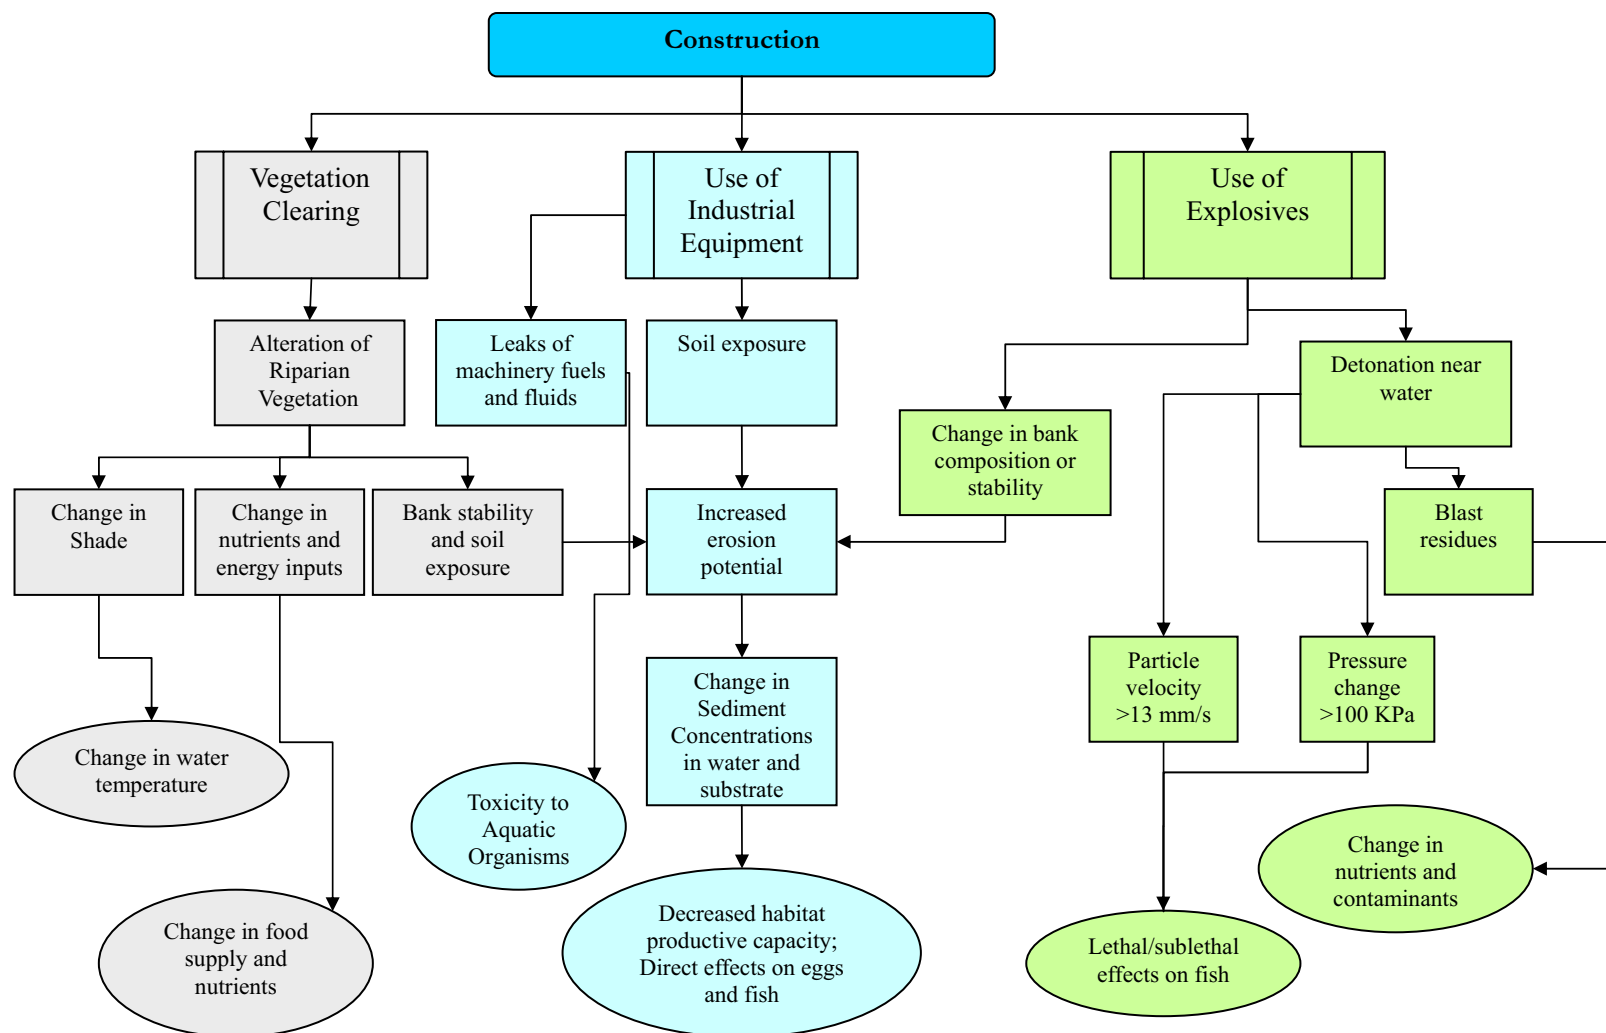 Construction
Vegetation
Clearing
Use of
Industrial
Equipment
Use of
Explosives
Alteration of
Riparian
Vegetation
Leaks of
machinery fuels
and fluids
Soil exposure
Detonation near
water
Change in bank
composition or
stability
Change in
Shade
Change in
nutrients and
energy inputs
Bank stability
and soil
exposure
Increased
erosion
potential
Blast
residues
Particle
velocity
>13 mm/s
Pressure
change
>100 KPa
Change in
Sediment
Concentrations
in water and
substrate
Change in water
temperature
Toxicity to
Aquatic
Organisms
Change in
nutrients and
contaminants
Change in food
supply and
nutrients
Decreased habitat
productive capacity;
Direct effects on eggs
and fish
Lethal/sublethal
effects on fish